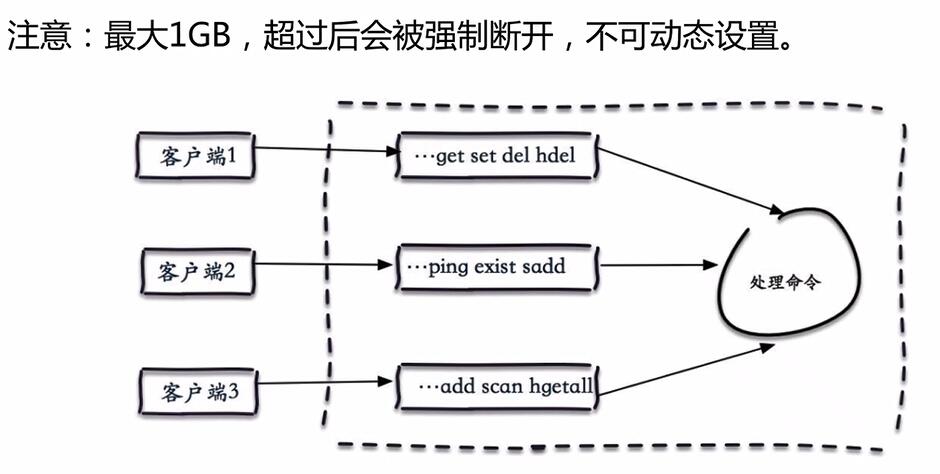 注意：最大1GB，超过后会被强制断开，不可动态设置。
客户端1
···get set del hdel
客户端2
···ping exist sadd
处理命令
客户端3
···add scan hgetall